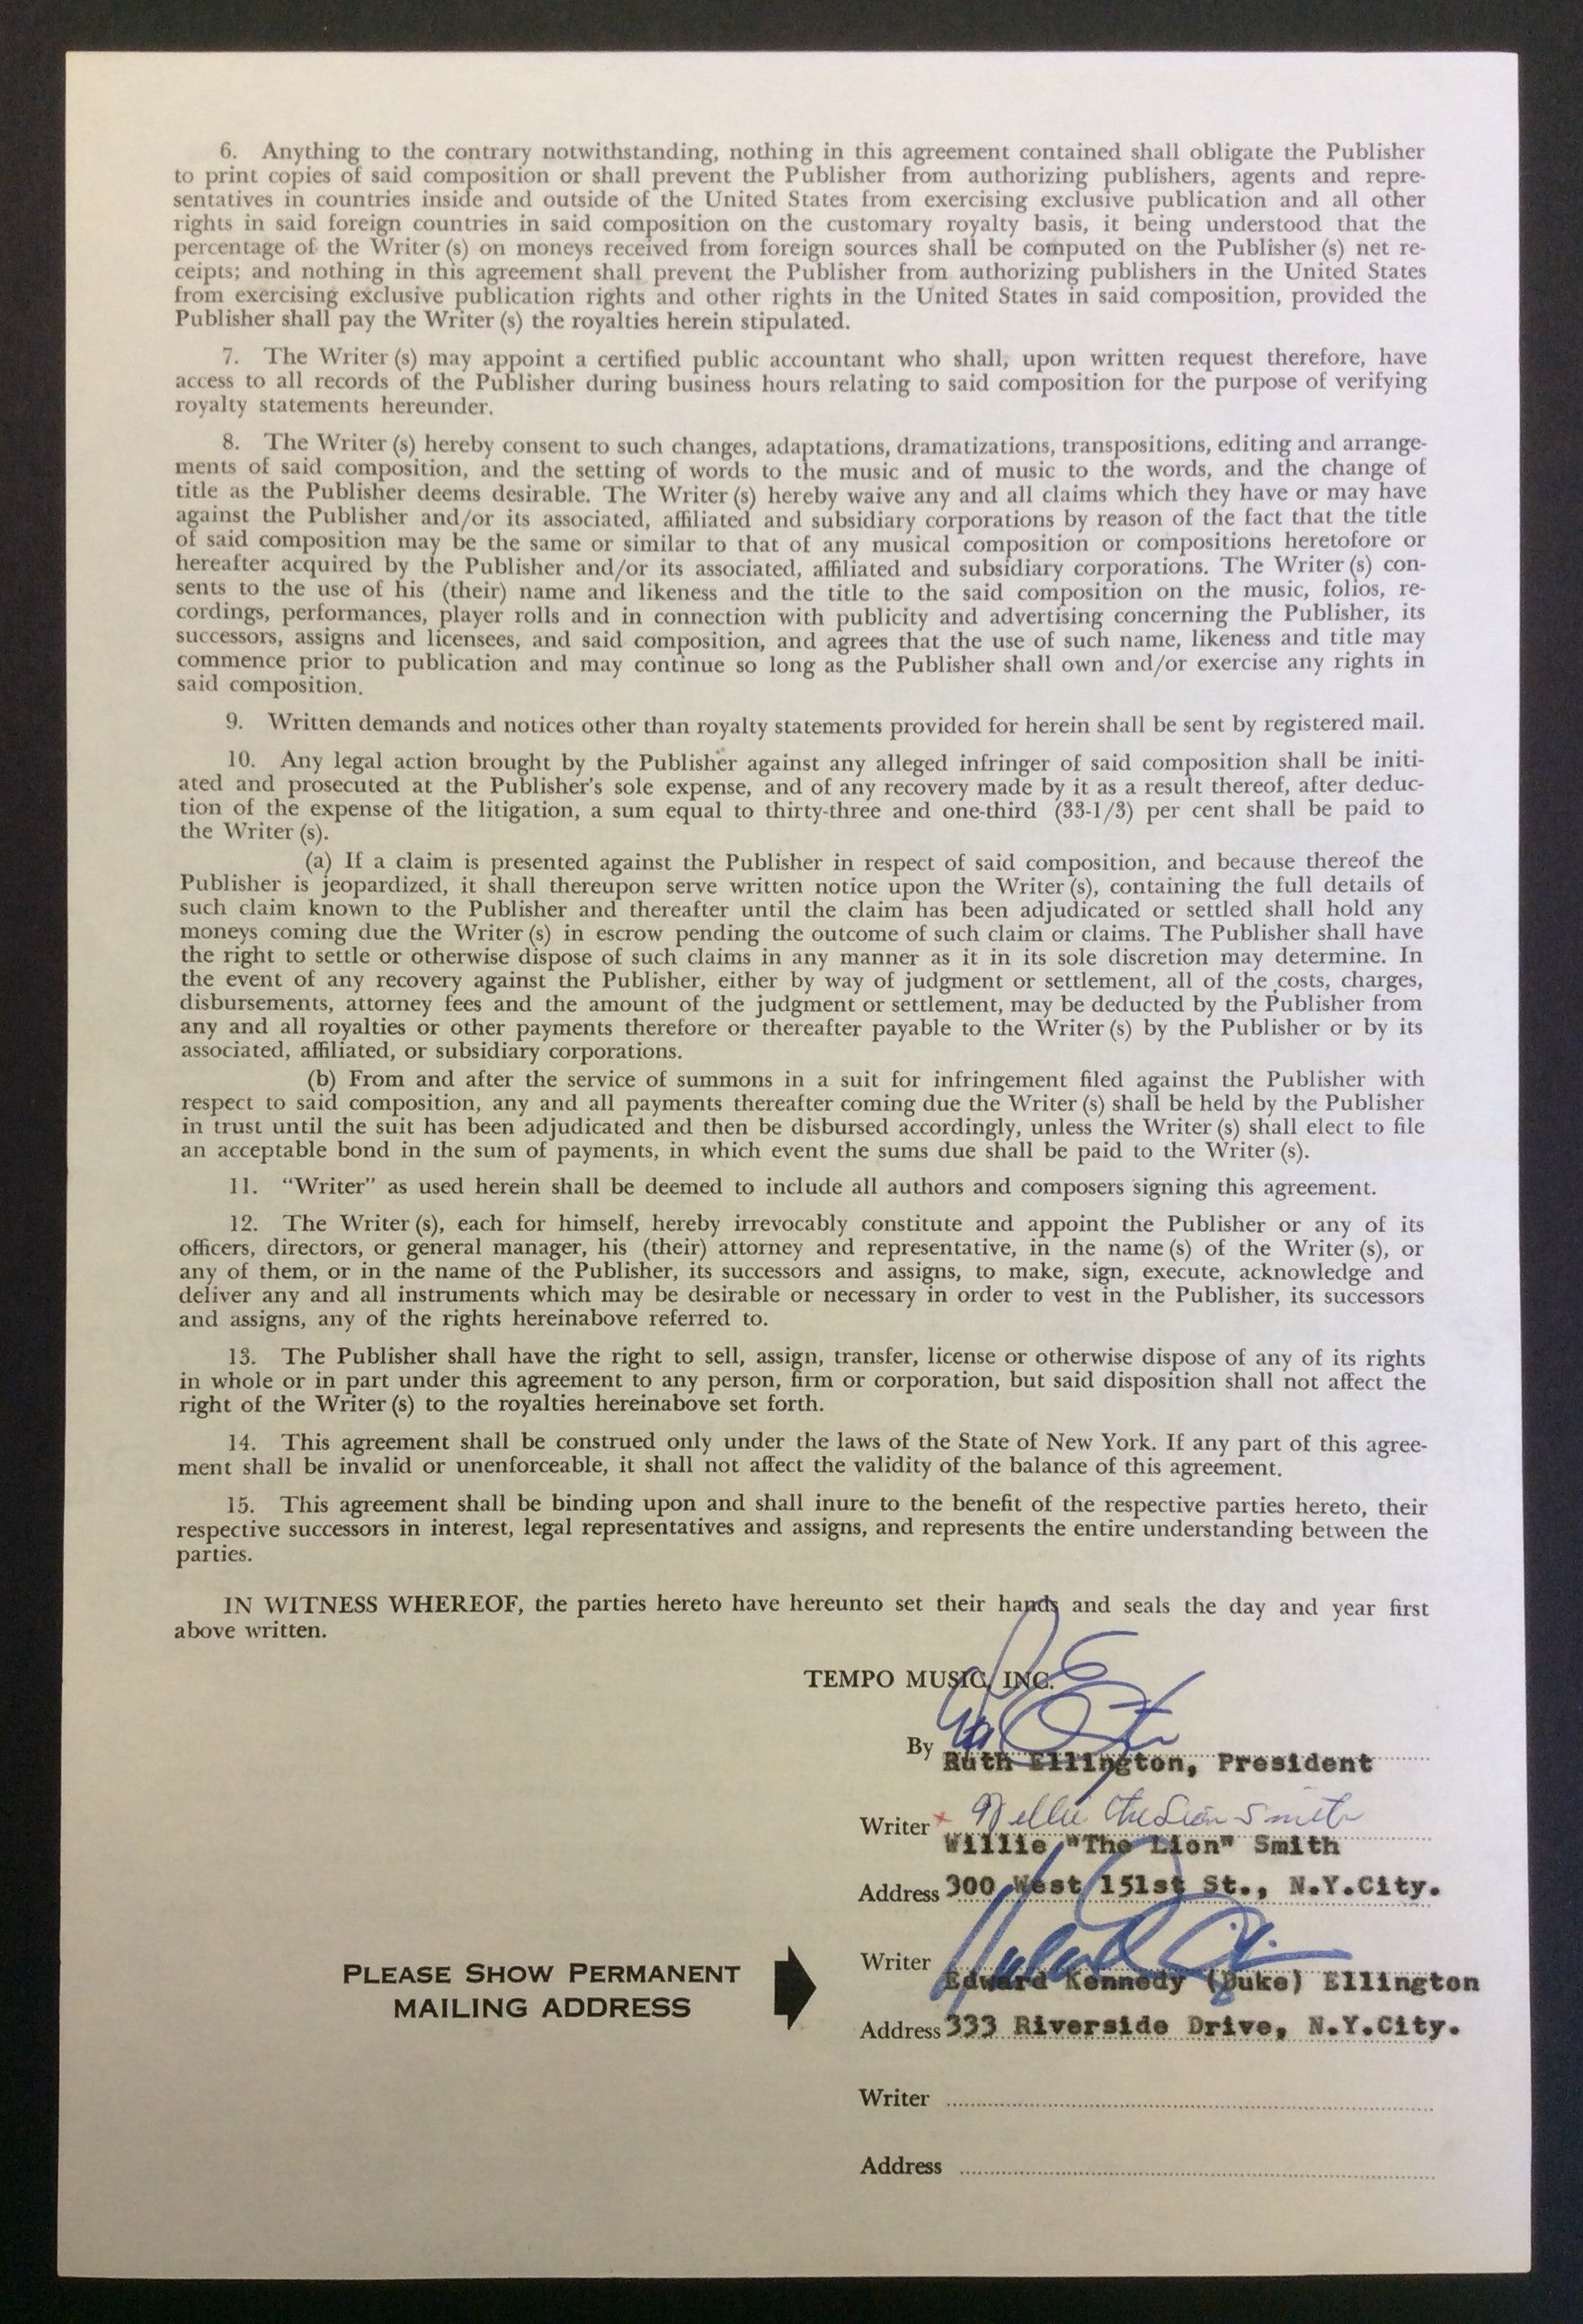 6. Anything to the contrary notwithstanding, nothing in this agreement contained shall obligate the Publisher
to print copies of said composition or shall prevent the Publisher from authorizing publishers, agents and repre-
sentatives in countries inside and outside of the United States from exercising exclusive publication and all other
rights in said foreign countries in said composition on the customary royalty basis, it being understood that the
percentage of the Writer (s) on moneys received from foreign sources shall be computed on the Publisher (s) net re-
ceipts; and nothing in this agreement shall prevent the Publisher from authorizing publishers in the United States
from exercising exclusive publication rights and other rights in the United States in said composition, provided the
Publisher shall pay the Writer (s) the royalties herein stipulated.
7. The Writer (s) may appoint a certified public accountant who shall, upon written request therefore, have
access to all records of the Publisher during business hours relating to said composition for the purpose of verifying
royalty statements hereunder.
8. The Writer (s) hereby consent to such changes, adaptations, dramatizations, transpositions, editing and arrange-
ments of said composition, and the setting of words to the music and of music to the words, and the change of
title as the Publisher deems desirable. The Writer (s) hereby waive any and all claims which they have or may have
against the Publisher and/or its associated, affiliated and subsidiary corporations by reason of the fact that the title
of said composition may be the same or similar to that of any musical composition or compositions heretofore or
hereafter acquired by the Publisher and/or its associated, affiliated and subsidiary corporations. The Writer (s) con-
sents to the use of his (their) name and likeness and the title to the said composition on the music, folios, re-
cordings, performances, player rolls and in connection with publicity and advertising concerning the Publisher, its
successors, assigns and licensees, and said composition, and agrees that the use of such name, likeness and title may
commence prior to publication and may continue so long as the Publisher shall own and/or exercise any rights in
said composition.
9. Written demands and notices other than royalty statements provided for herein shall be sent by registered mail.
10. Any legal action brought by the Publisher against any alleged infringer of said composition shall be initi-
ated and prosecuted at the Publisher's sole expense, and of any recovery made by it as a result thereof, after deduc-
tion of the expense of the litigation, a sum equal to thirty-three and one-third (33-1/3) per cent shall be paid to
the Writer (s).
(a) If a claim is presented against the Publisher in respect of said composition, and because thereof the
Publisher is jeopardized, it shall thereupon serve written notice upon the Writer (s), containing the full details of
such claim known to the Publisher and thereafter until the claim has been adjudicated or settled shall hold any
moneys coming due the Writer (s) in escrow pending the outcome of such claim or claims. The Publisher shall have
the right to settle or otherwise dispose of such claims in any manner as it in its sole discretion may determine. In
the event of any recovery against the Publisher, either by way of judgment or settlement, all of the costs, charges,
disbursements, attorney fees and the amount of the judgment or settlement, may be deducted by the Publisher from
any and all royalties or other payments therefore or thereafter payable to the Writer (s) by the Publisher or by its
associated, affiliated, or subsidiary corporations.
(b) From and after the service of summons in a suit for infringement filed against the Publisher with
respect to said composition, any and all payments thereafter coming due the Writer (s) shall be held by the Publisher
in trust until the suit has been adjudicated and then be disbursed accordingly, unless the Writer (s) shall elect to file
an acceptable bond in the sum of payments, in which event the sums due shall be paid to the Writer (s).
11. "Writer" as used herein shall be deemed to include all authors and composers signing this agreement.
12. The Writer (s), each for himself, hereby irrevocably constitute and appoint the Publisher or any of its
officers, directors, or general manager, his (their) attorney and representative, in the name (s) of the Writer (s), or
any of them, or in the name of the Publisher, its successors and assigns, to make, sign, execute, acknowledge and
deliver any and all instruments which may be desirable or necessary in order to vest in the Publisher, its successors
and assigns, any of the rights hereinabove referred to.
13. The Publisher shall have the right to sell, assign, transfer, license or otherwise dispose of any of its rights
in whole or in part under this agreement to any person, firm or corporation, but said disposition shall not affect the
right of the Writer (s) to the royalties hereinabove set forth.
14. This agreement shall be construed only under the laws of the State of New York. If any part of this agree-
ment shall be invalid or unenforceable, it shall not affect the validity of the balance of this agreement.
15. This agreement shall be binding upon and shall inure to the benefit of the respective parties hereto, their
respective successors in interest, legal representatives and assigns, and represents the entire understanding between the
parties.
IN WITNESS WHEREOF, the parties hereto have hereunto set their hands and seals the day and year first
above written.
TEMPO MUSIC, INC.
By Ruth Ellington, President
Writer x Willie The Lion Smith
Willie "The Lion" Smith
Address 300 West 151st St., N.Y.City.
Writer
Edward Kennedy (Duke) Ellington
PLEASE SHOW PERMANENT
MAILING ADDRESS
Address 333 Riverside Drive, N.Y.City.
Writer
Address